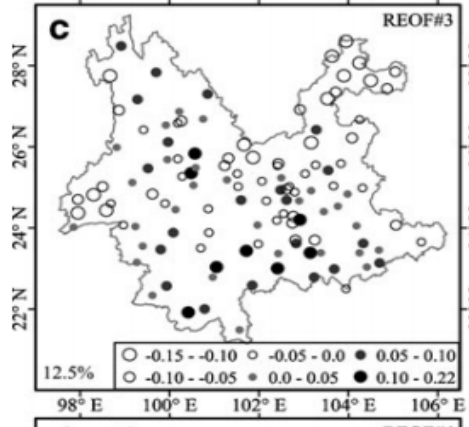 C
REOF#3
28° N
26° N
24° N
22° N
-0.15 - -0.10 -0.05 - 0.0 0.05 - 0.10
-0.10 - -0.05 0.0 - 0.05 0.10 - 0.22
12.5%
98° E 100° E 102° E 104° E 106° E